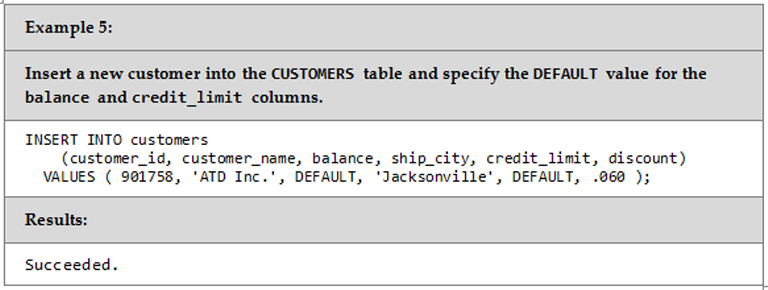 Example 5:
Insert a new customer into the CUSTOMERS table and specify the DEFAULT value for the
balance and credit_limit columns.
INSERT INTO customers
(customer_id, customer_name, balance, ship_city, credit_limit, discount)
VALUES ( 901758, 'ATD Inc.', DEFAULT, 'Jacksonville', DEFAULT, .060 );
Results:
Succeeded.